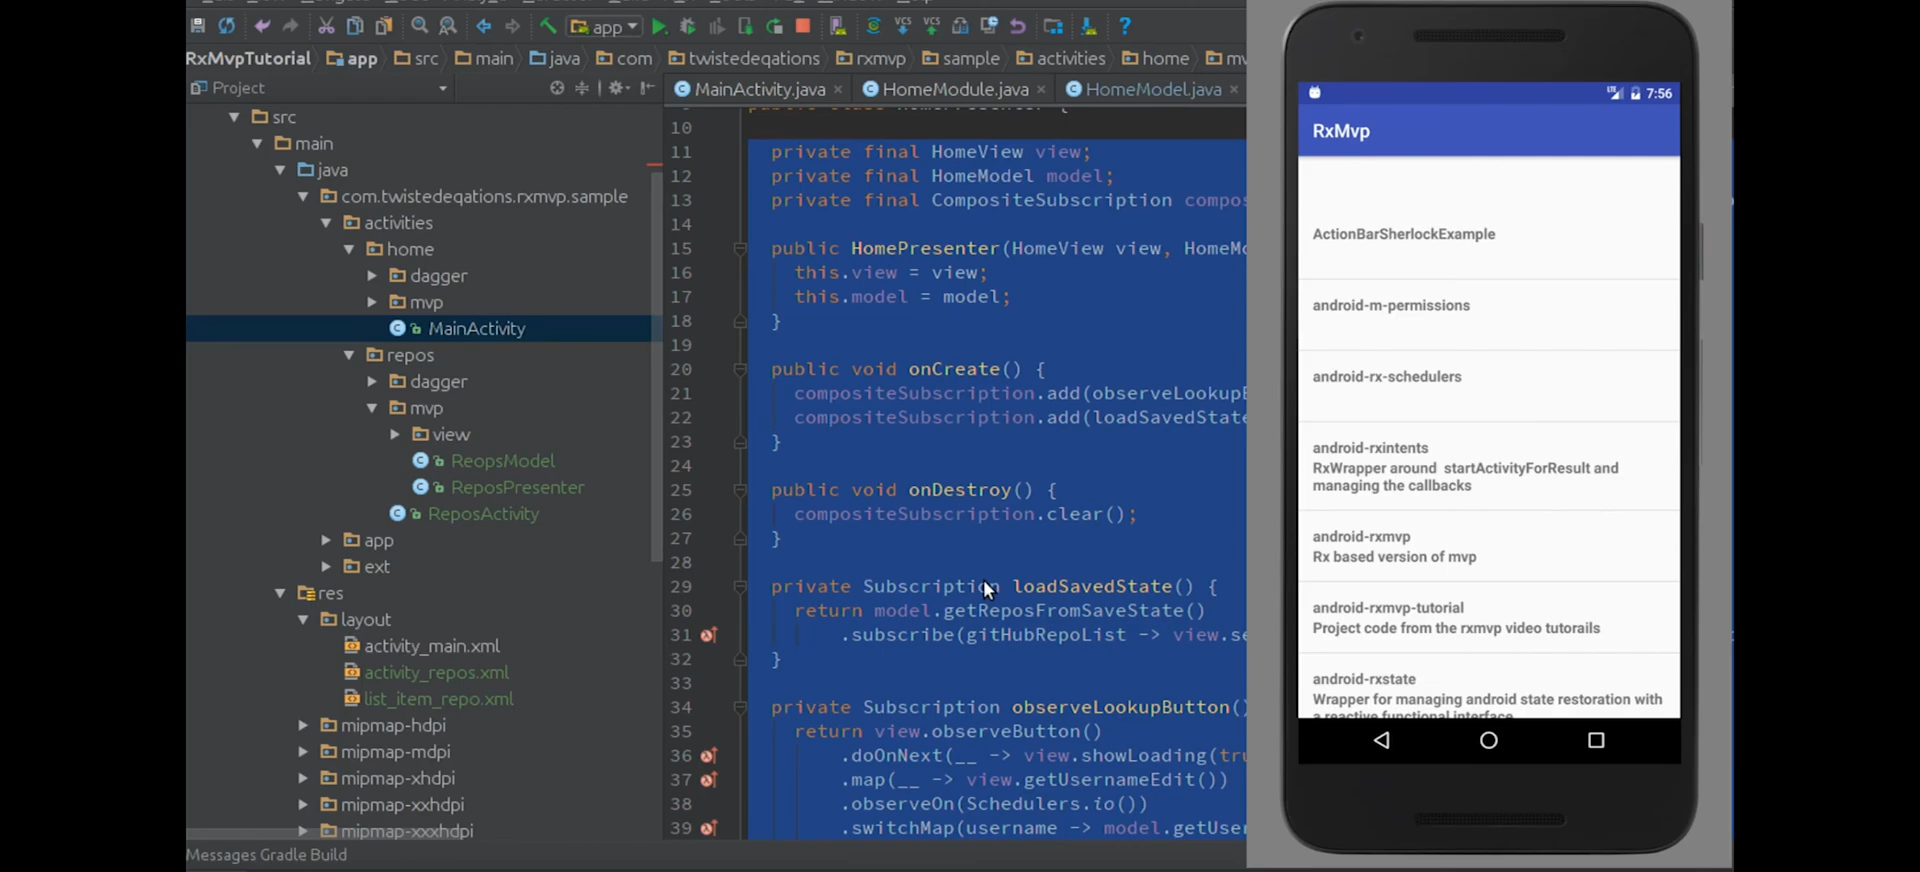 app
RxMvpTutorial app src main java com twistedeqations rxmvp sample activities home mv
Project
MainActivity.java × HomeModule.java × HomeModel.java ×
src
main
java
com.twistedeqations.rxmvp.sample
activities
home
dagger
mvp
MainActivity
repos
dagger
mvp
view
ReopsModel
ReposPresenter
ReposActivity
app
ext
res
layout
activity_main.xml
activity_repos.xml
list_item_repo.xml
mipmap-hdpi
mipmap-mdpi
mipmap-xhdpi
mipmap-xxhdpi
mipmap-xxxhdpi
Messages Gradle Build
10
11 private final HomeView view;
12 private final HomeModel model;
13 private final CompositeSubscription compos
14
15 public HomePresenter(HomeView view, HomeMo
16 this.view = view;
17 this.model = model;
18 }
19
20 public void onCreate() {
21 compositeSubscription.add(observeLookupB
22 compositeSubscription.add(loadSavedState
23 }
24
25 public void onDestroy() {
26 compositeSubscription.clear();
27 }
28
29 private Subscription loadSavedState() {
30 return model.getReposFromSaveState()
31 .subscribe(gitHubRepoList -> view.se
32 }
33
34 private Subscription observeLookupButton()
35 return view.observeButton()
36 .doOnNext(__ -> view.showLoading(tru
37 .map(__ -> view.getUsernameEdit())
38 .observeOn(Schedulers.io())
39 .switchMap(username -> model.getUser
LTE 7:56
RxMvp
ActionBarSherlockExample
android-m-permissions
android-rx-schedulers
android-rxintents
RxWrapper around startActivityForResult and
managing the callbacks
android-rxmvp
Rx based version of mvp
android-rxmvp-tutorial
Project code from the rxmvp video tutorails
android-rxstate
Wrapper for managing android state restoration with
a reactive functional interface